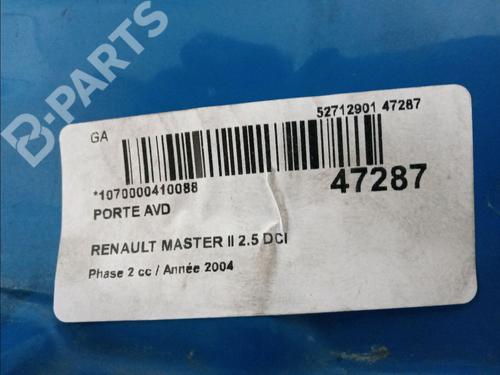 B-PARTS
GA
52712901 47287
*1070000410088
47287
PORTE AVD
RENAULT MASTER II 2.5 DCI
Phase 2 cc / Année 2004